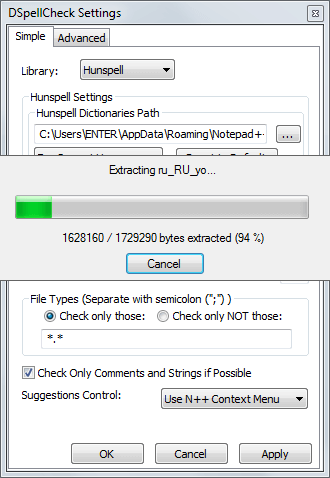 DSpellCheck Settings
Simple Advanced
Library: Hunspell
Hunspell Settings
Hunspell Dictionaries Path
C:\Users\ENTER\AppData\Roaming\Notepad+ ...
Extracting ru_RU_yo...
1628160 / 1729290 bytes extracted (94 %)
Cancel
File Types (Separate with semicolon (";") )
Check only those: Check only NOT those:
*.*
Check Only Comments and Strings if Possible
Suggestions Control: Use N++ Context Menu
OK Cancel Apply